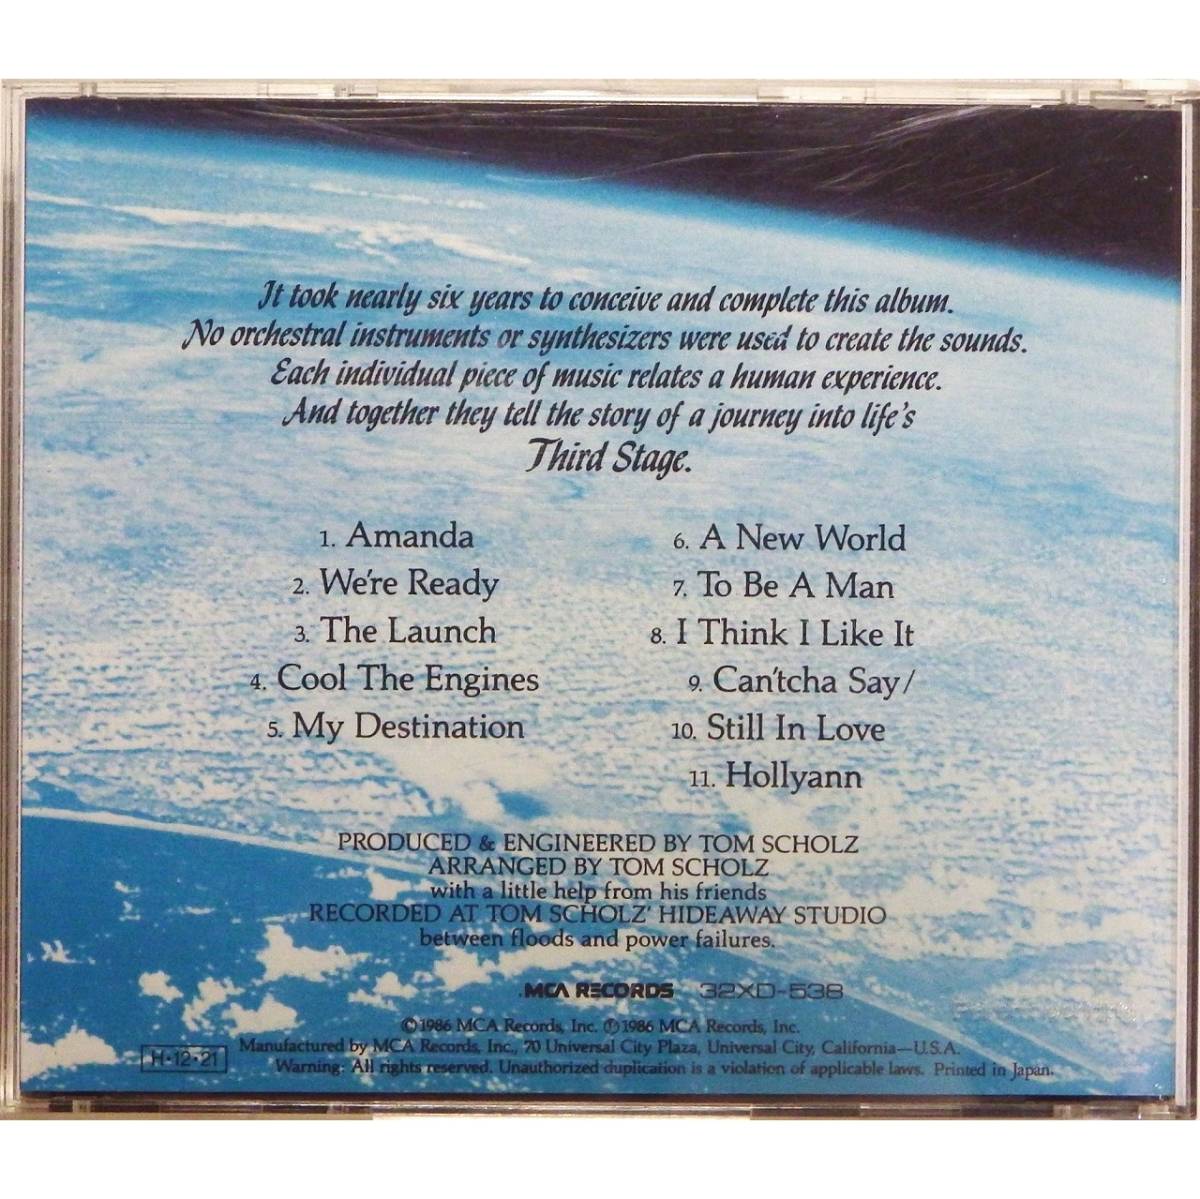 It took nearly six years to conceive and complete this album.
No orchestral instruments or synthesizers were used to create the sounds.
Each individual piece of music relates a human experience.
And together they tell the story of a journey into life's
Third Stage.
1. Amanda
2. We're Ready
3. The Launch
4. Cool The Engines
5. My Destination
6. A New World
7. To Be A Man
8. I Think I Like It
9. Can'tcha Say/
10. Still In Love
11. Hollyann
PRODUCED & ENGINEERED BY TOM SCHOLZ
ARRANGED BY TOM SCHOLZ
with a little help from his friends
RECORDED AT TOM SCHOLZ' HIDEAWAY STUDIO
between floods and power failures.
MCA RECORDS 32XD-538
©1986 MCA Records, Inc. ℗1986 MCA Records, Inc.
Manufactured by MCA Records, Inc., 70 Universal City Plaza, Universal City, California—U.S.A.
Warning: All rights reserved. Unauthorized duplication is a violation of applicable laws. Printed in Japan.
H·12·21